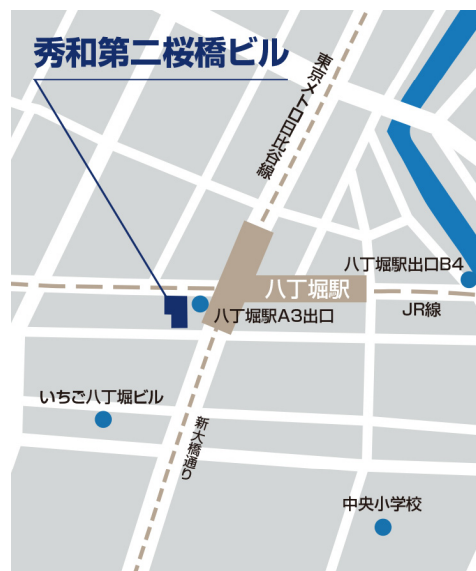 秀和第二桜橋ビル
東京メトロ日比谷線
八丁堀駅出口B4
八丁堀駅
JR線
八丁堀駅A3出口
いちご八丁堀ビル
新大橋通り
中央小学校